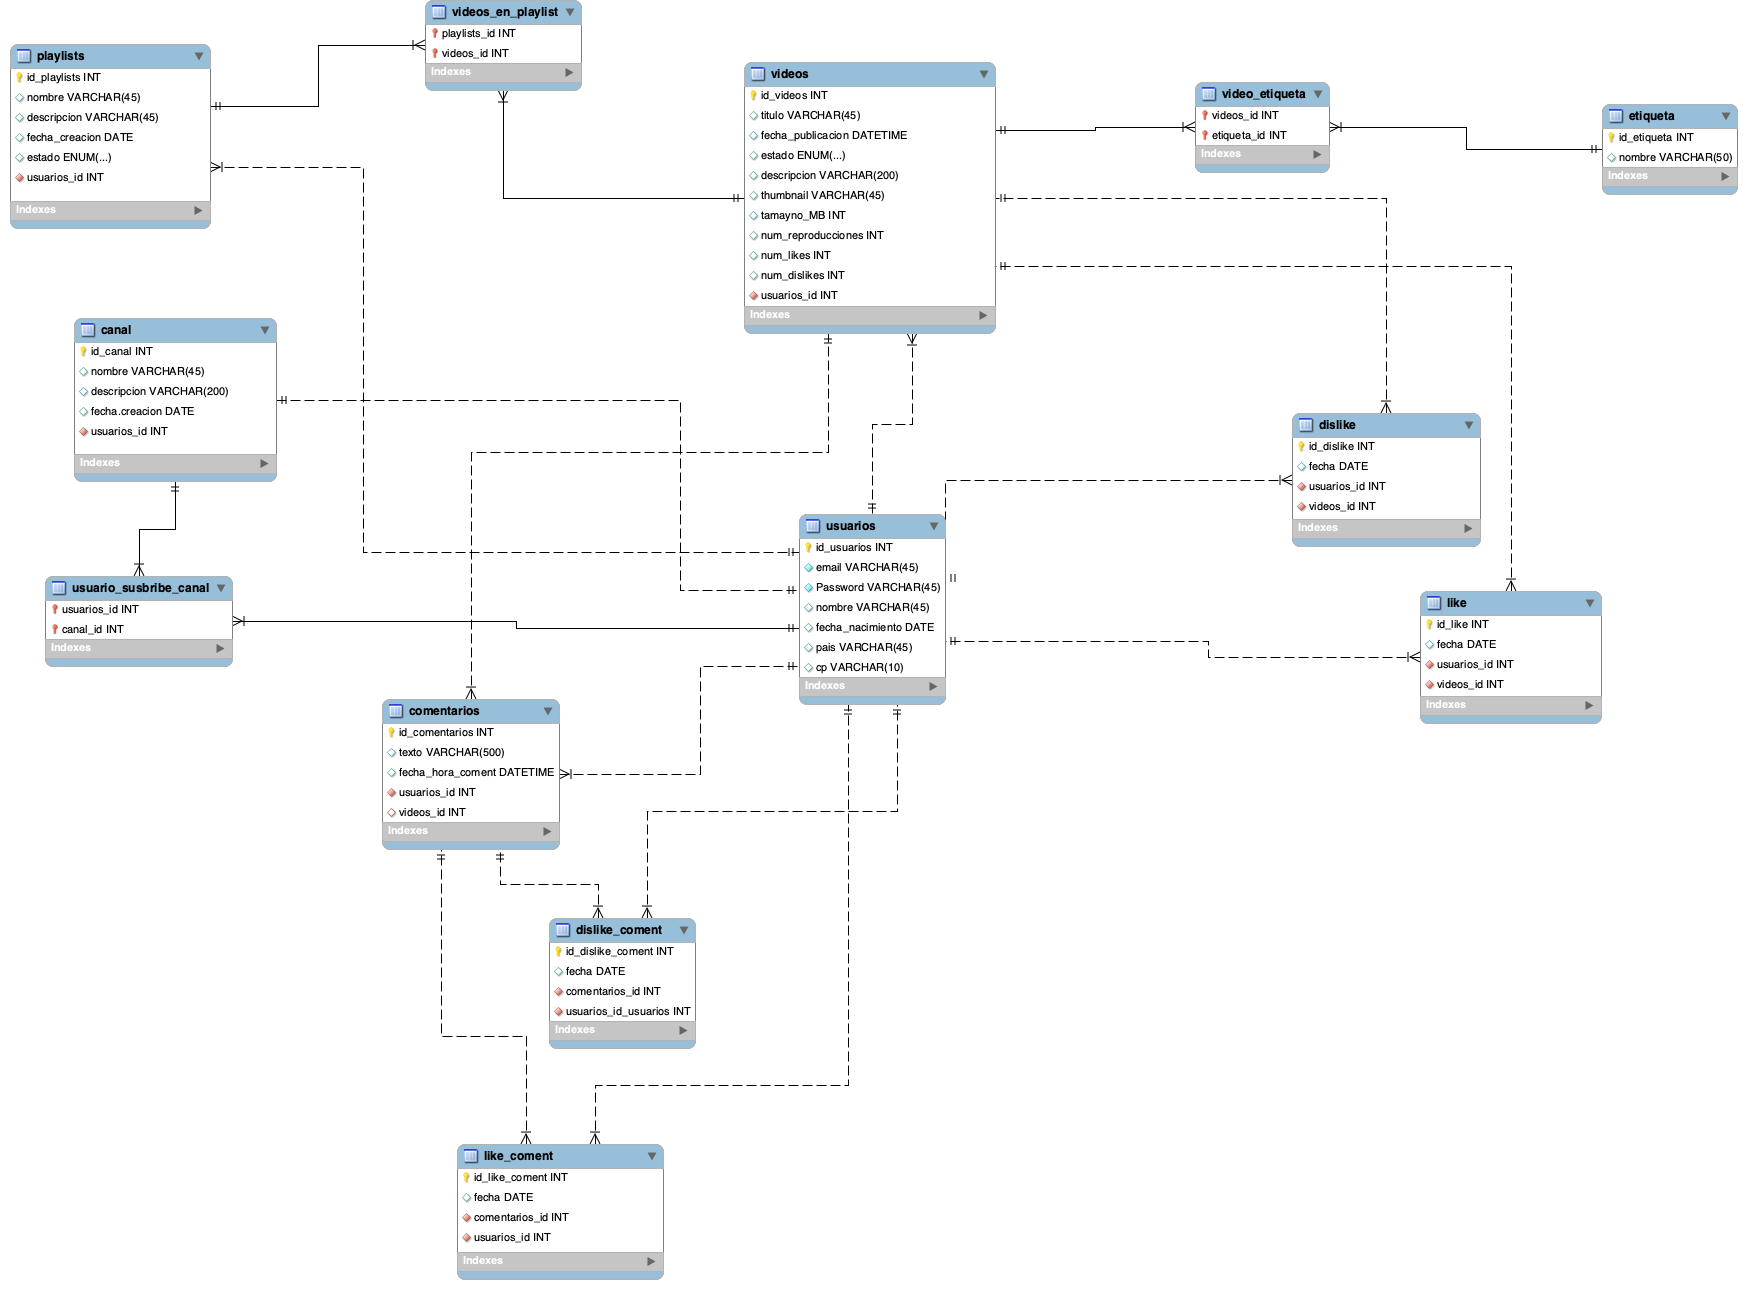 videos_en_playlist
playlists_id INT
videos_id INT
Indexes
playlists
id_playlists INT
nombre VARCHAR(45)
descripcion VARCHAR(45)
fecha_creacion DATE
estado ENUM(...)
usuarios_id INT
Indexes
videos
id_videos INT
titulo VARCHAR(45)
fecha_publicacion DATETIME
estado ENUM(...)
descripcion VARCHAR(200)
thumbnail VARCHAR(45)
tamayno_MB INT
num_reproducciones INT
num_likes INT
num_dislikes INT
usuarios_id INT
Indexes
video_etiqueta
videos_id INT
etiqueta_id INT
Indexes
etiqueta
id_etiqueta INT
nombre VARCHAR(50)
Indexes
canal
id_canal INT
nombre VARCHAR(45)
descripcion VARCHAR(200)
fecha.creacion DATE
usuarios_id INT
Indexes
dislike
id_dislike INT
fecha DATE
usuarios_id INT
videos_id INT
Indexes
usuarios
id_usuarios INT
email VARCHAR(45)
Password VARCHAR(45)
nombre VARCHAR(45)
fecha_nacimiento DATE
pais VARCHAR(45)
cp VARCHAR(10)
Indexes
usuario_susbribe_canal
usuarios_id INT
canal_id INT
Indexes
like
id_like INT
fecha DATE
usuarios_id INT
videos_id INT
Indexes
comentarios
id_comentarios INT
texto VARCHAR(500)
fecha_hora_coment DATETIME
usuarios_id INT
videos_id INT
Indexes
dislike_coment
id_dislike_coment INT
fecha DATE
comentarios_id INT
usuarios_id_usuarios INT
Indexes
like_coment
id_like_coment INT
fecha DATE
comentarios_id INT
usuarios_id INT
Indexes